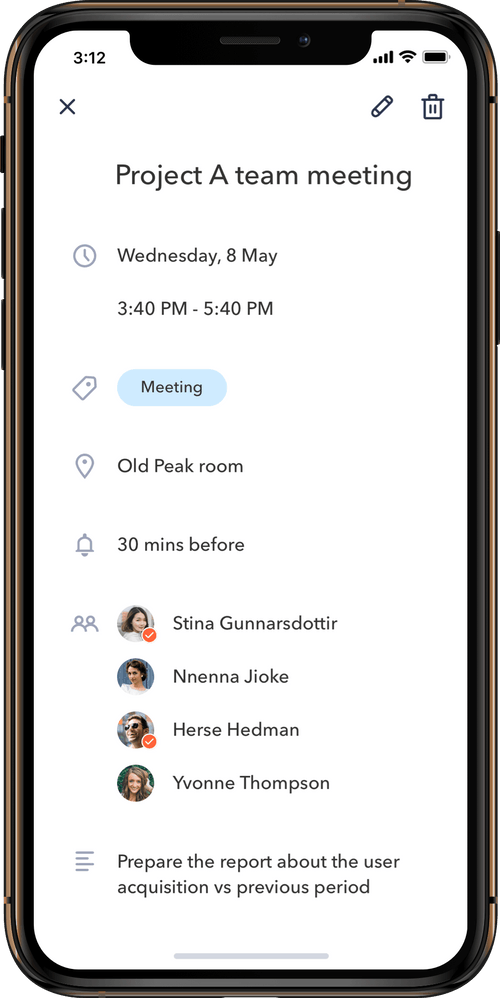 3:12
Project A team meeting
Wednesday, 8 May
3:40 PM - 5:40 PM
Meeting
Old Peak room
30 mins before
Stina Gunnarsdottir
Nnenna Jioke
Herse Hedman
Yvonne Thompson
Prepare the report about the user
acquisition vs previous period